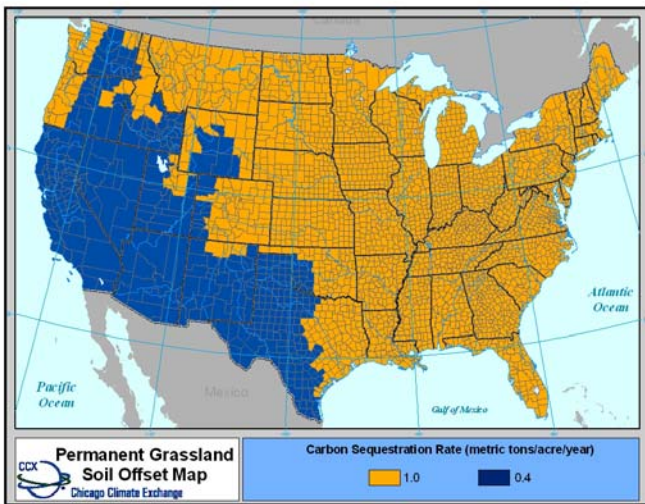 Canada
Atlantic
Ocean
Pacific
Ocean
Mexico
Gulf of Mexico
CCX
Permanent Grassland
Soil Offset Map
Chicago Climate Exchange
Carbon Sequestration Rate (metric tons/acre/year)
1.0
0.4